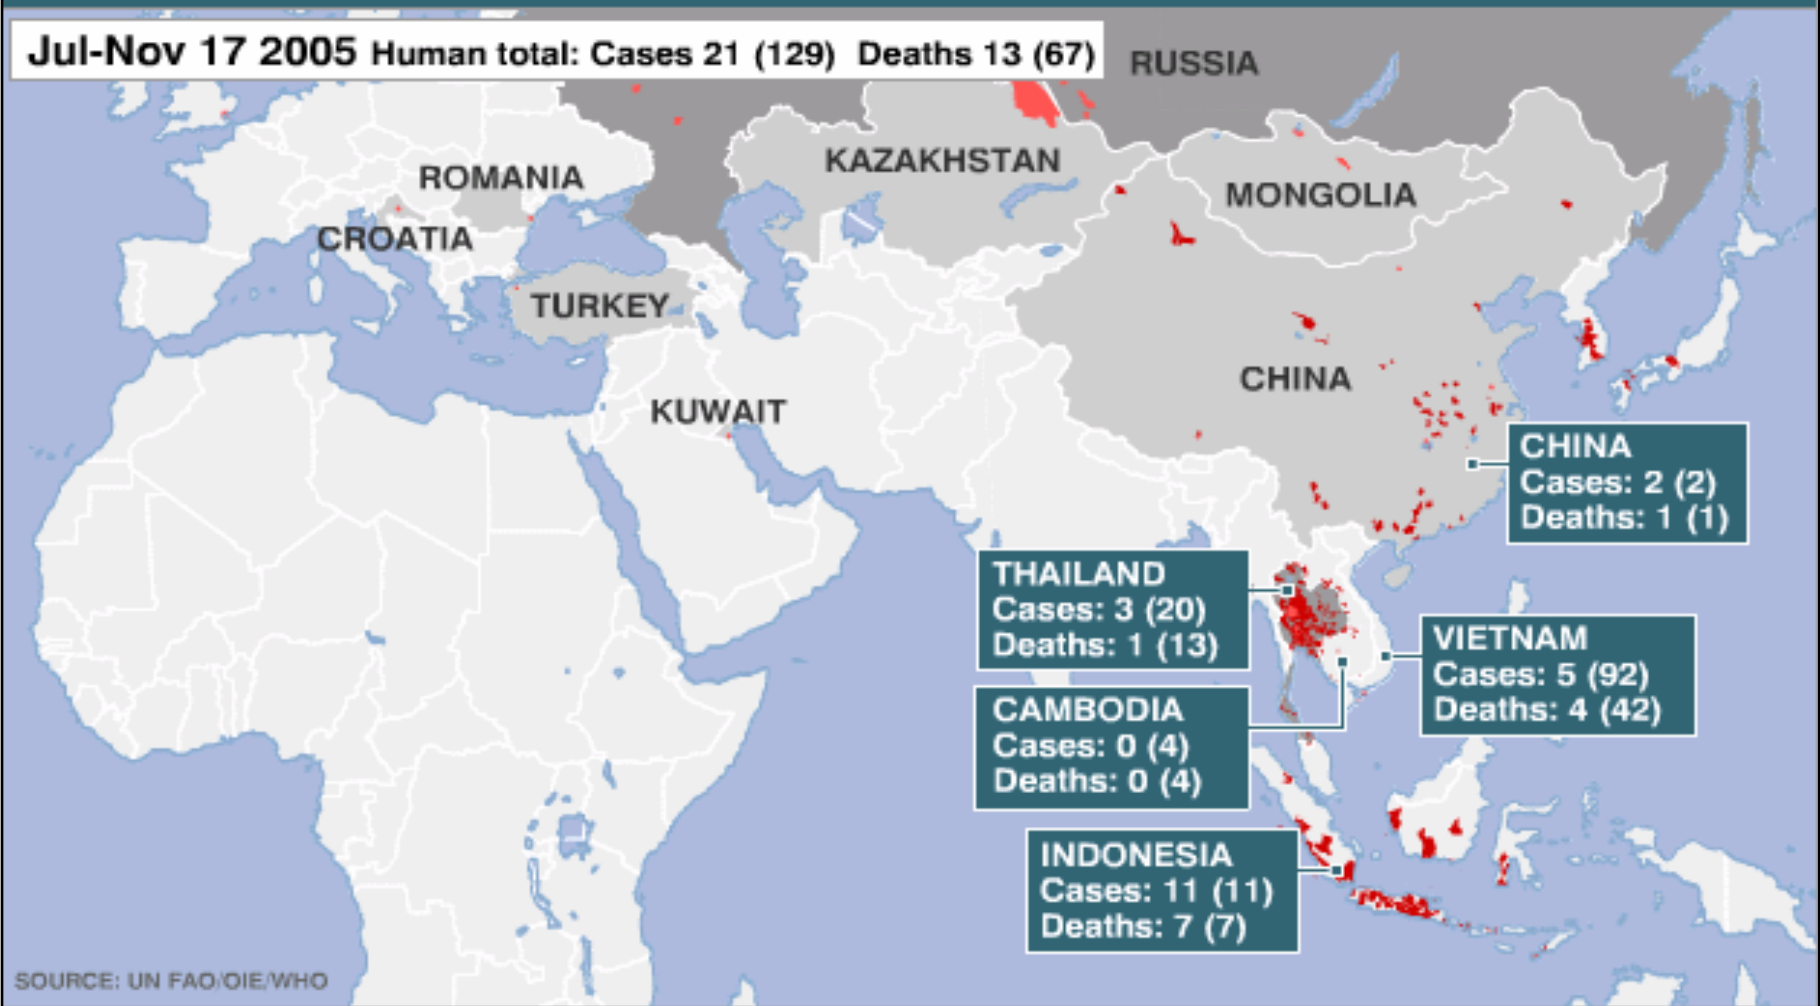 Jul-Nov 17 2005 Human total: Cases 21 (129) Deaths 13 (67)
RUSSIA
KAZAKHSTAN
ROMANIA
MONGOLIA
CROATIA
TURKEY
CHINA
KUWAIT
CHINA
Cases: 2 (2)
Deaths: 1 (1)
THAILAND
Cases: 3 (20)
Deaths: 1 (13)
VIETNAM
Cases: 5 (92)
Deaths: 4 (42)
CAMBODIA
Cases: 0 (4)
Deaths: 0 (4)
INDONESIA
Cases: 11 (11)
Deaths: 7 (7)
SOURCE: UN FAO/OIE/WHO